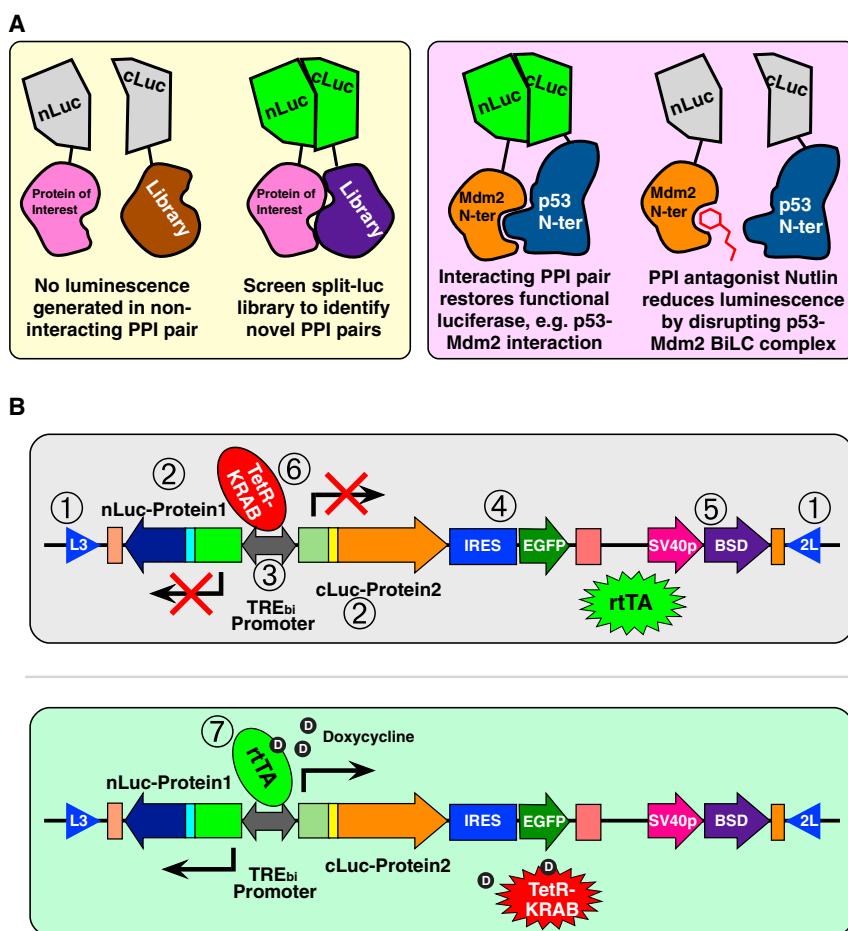 A
nLuc
cLuc
Protein of
Interest
Library
No luminescence
generated in non-
interacting PPI pair
nLuc
cLuc
Protein of
Interest
Library
Screen split-luc
library to identify
novel PPI pairs
nLuc
cLuc
Mdm2
N-ter
p53
N-ter
Interacting PPI pair
restores functional
luciferase, e.g. p53-
Mdm2 interaction
nLuc
cLuc
Mdm2
N-ter
p53
N-ter
PPI antagonist Nutlin
reduces luminescence
by disrupting p53-
Mdm2 BiLC complex
B
1
2
TetR-
KRAB
6
4
5
1
nLuc-Protein1
L3
IRES
EGFP
SV40p
BSD
2L
3
TREbi
Promoter
cLuc-Protein2
2
rtTA
7
rtTA
D
D
D
Doxycycline
nLuc-Protein1
L3
IRES
EGFP
SV40p
BSD
2L
TREbi
Promoter
cLuc-Protein2
D
D
TetR-
KRAB